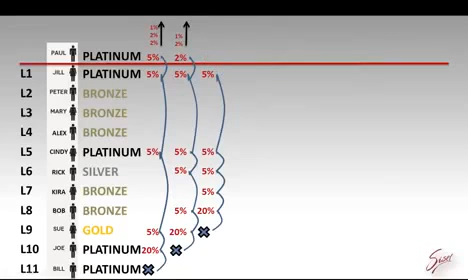 1%
2% 1%
2% 2%
PAUL PLATINUM 5% 2%
L1 JILL PLATINUM 5% 5% 5%
L2 PETER BRONZE
L3 MARY BRONZE
L4 ALEX BRONZE
L5 CINDY PLATINUM 5% 5% 5%
L6 RICK SILVER 5% 5%
L7 KIRA BRONZE 5%
L8 BOB BRONZE 5% 20%
L9 SUE GOLD 5% 20%
L10 JOE PLATINUM 20%
L11 BILL PLATINUM